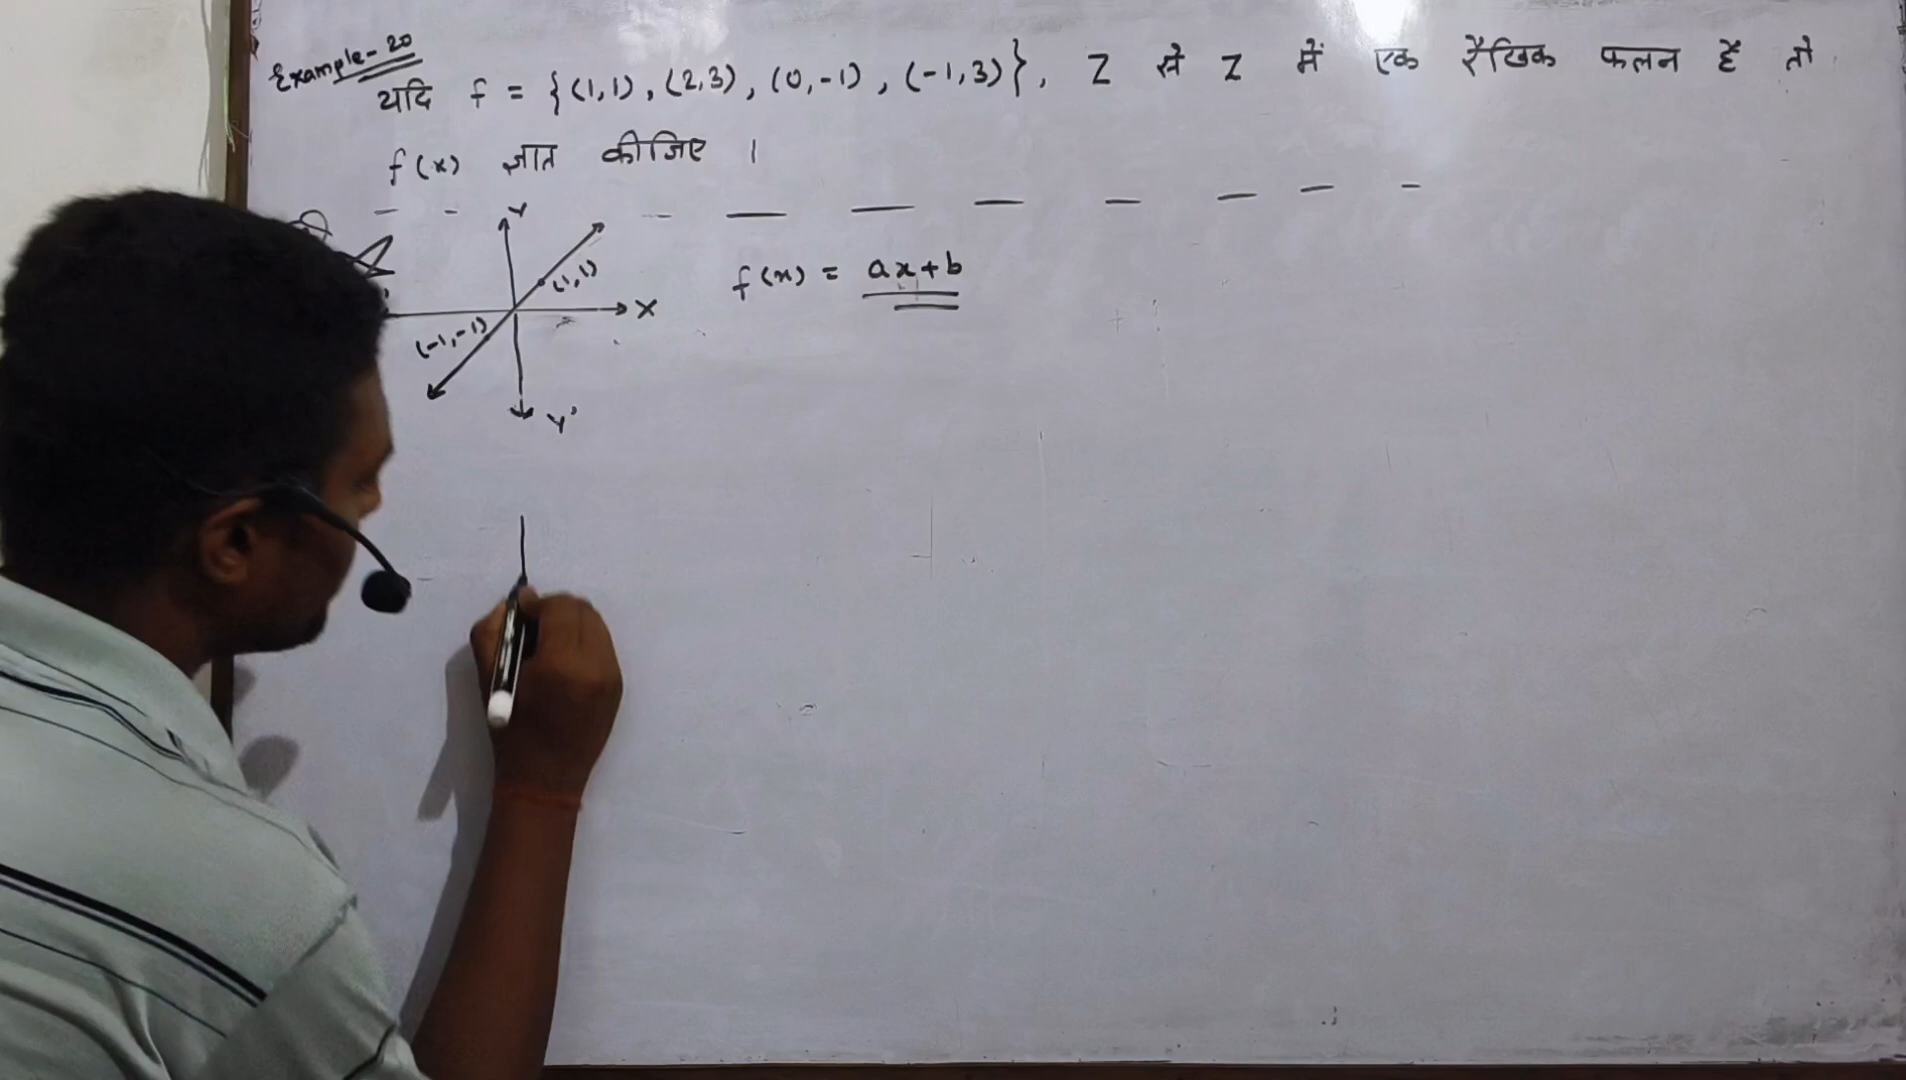 Example-20
यदि f = {(1,1), (2,3), (0,-1), (-1,3)}, Z से Z में एक रैखिक फलन है तो
f(x) ज्ञात कीजिए ।
Y
(1,1)
X
(-1,-1)
Y'
f(x) = ax+b